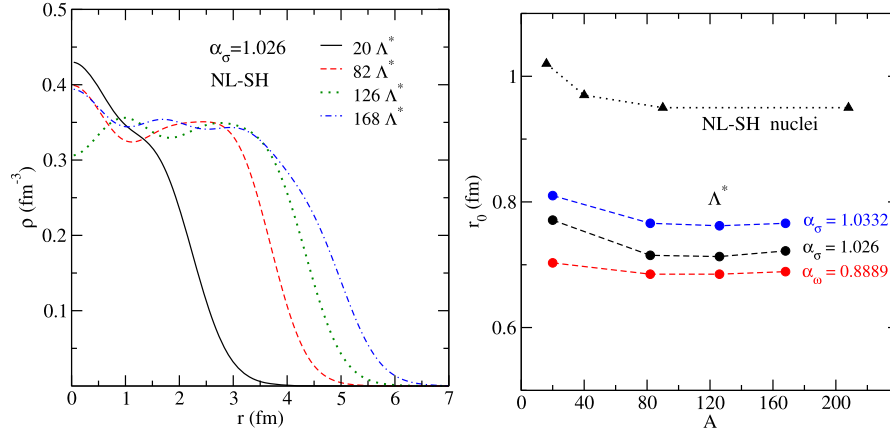 0.5
0.4
0.3
0.2
0.1
0
ρ (fm⁻³)
α_σ=1.026
NL-SH
20 Λ*
82 Λ*
126 Λ*
168 Λ*
0 1 2 3 4 5 6 7
r (fm)
1
0.8
0.6
r₀ (fm)
NL-SH nuclei
Λ*
α_σ = 1.0332
α_σ = 1.026
α_ω = 0.8889
0 40 80 120 160 200
A